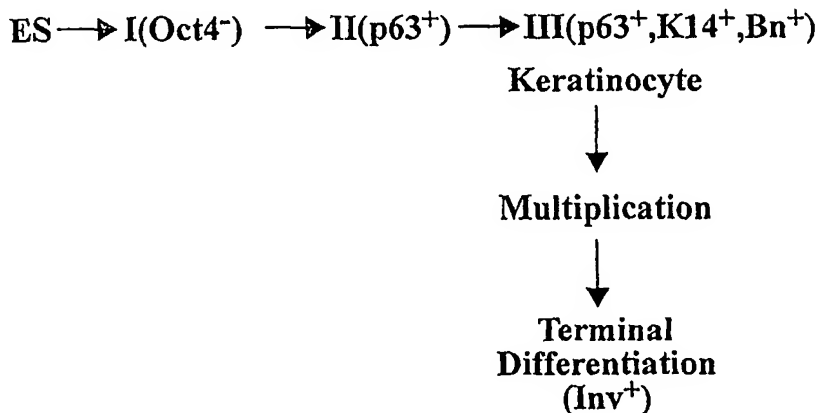 ES → I(Oct4⁻) → II(p63⁺) → III(p63⁺,K14⁺,Bn⁺)
Keratinocyte
Multiplication
Terminal
Differentiation
(Inv⁺)